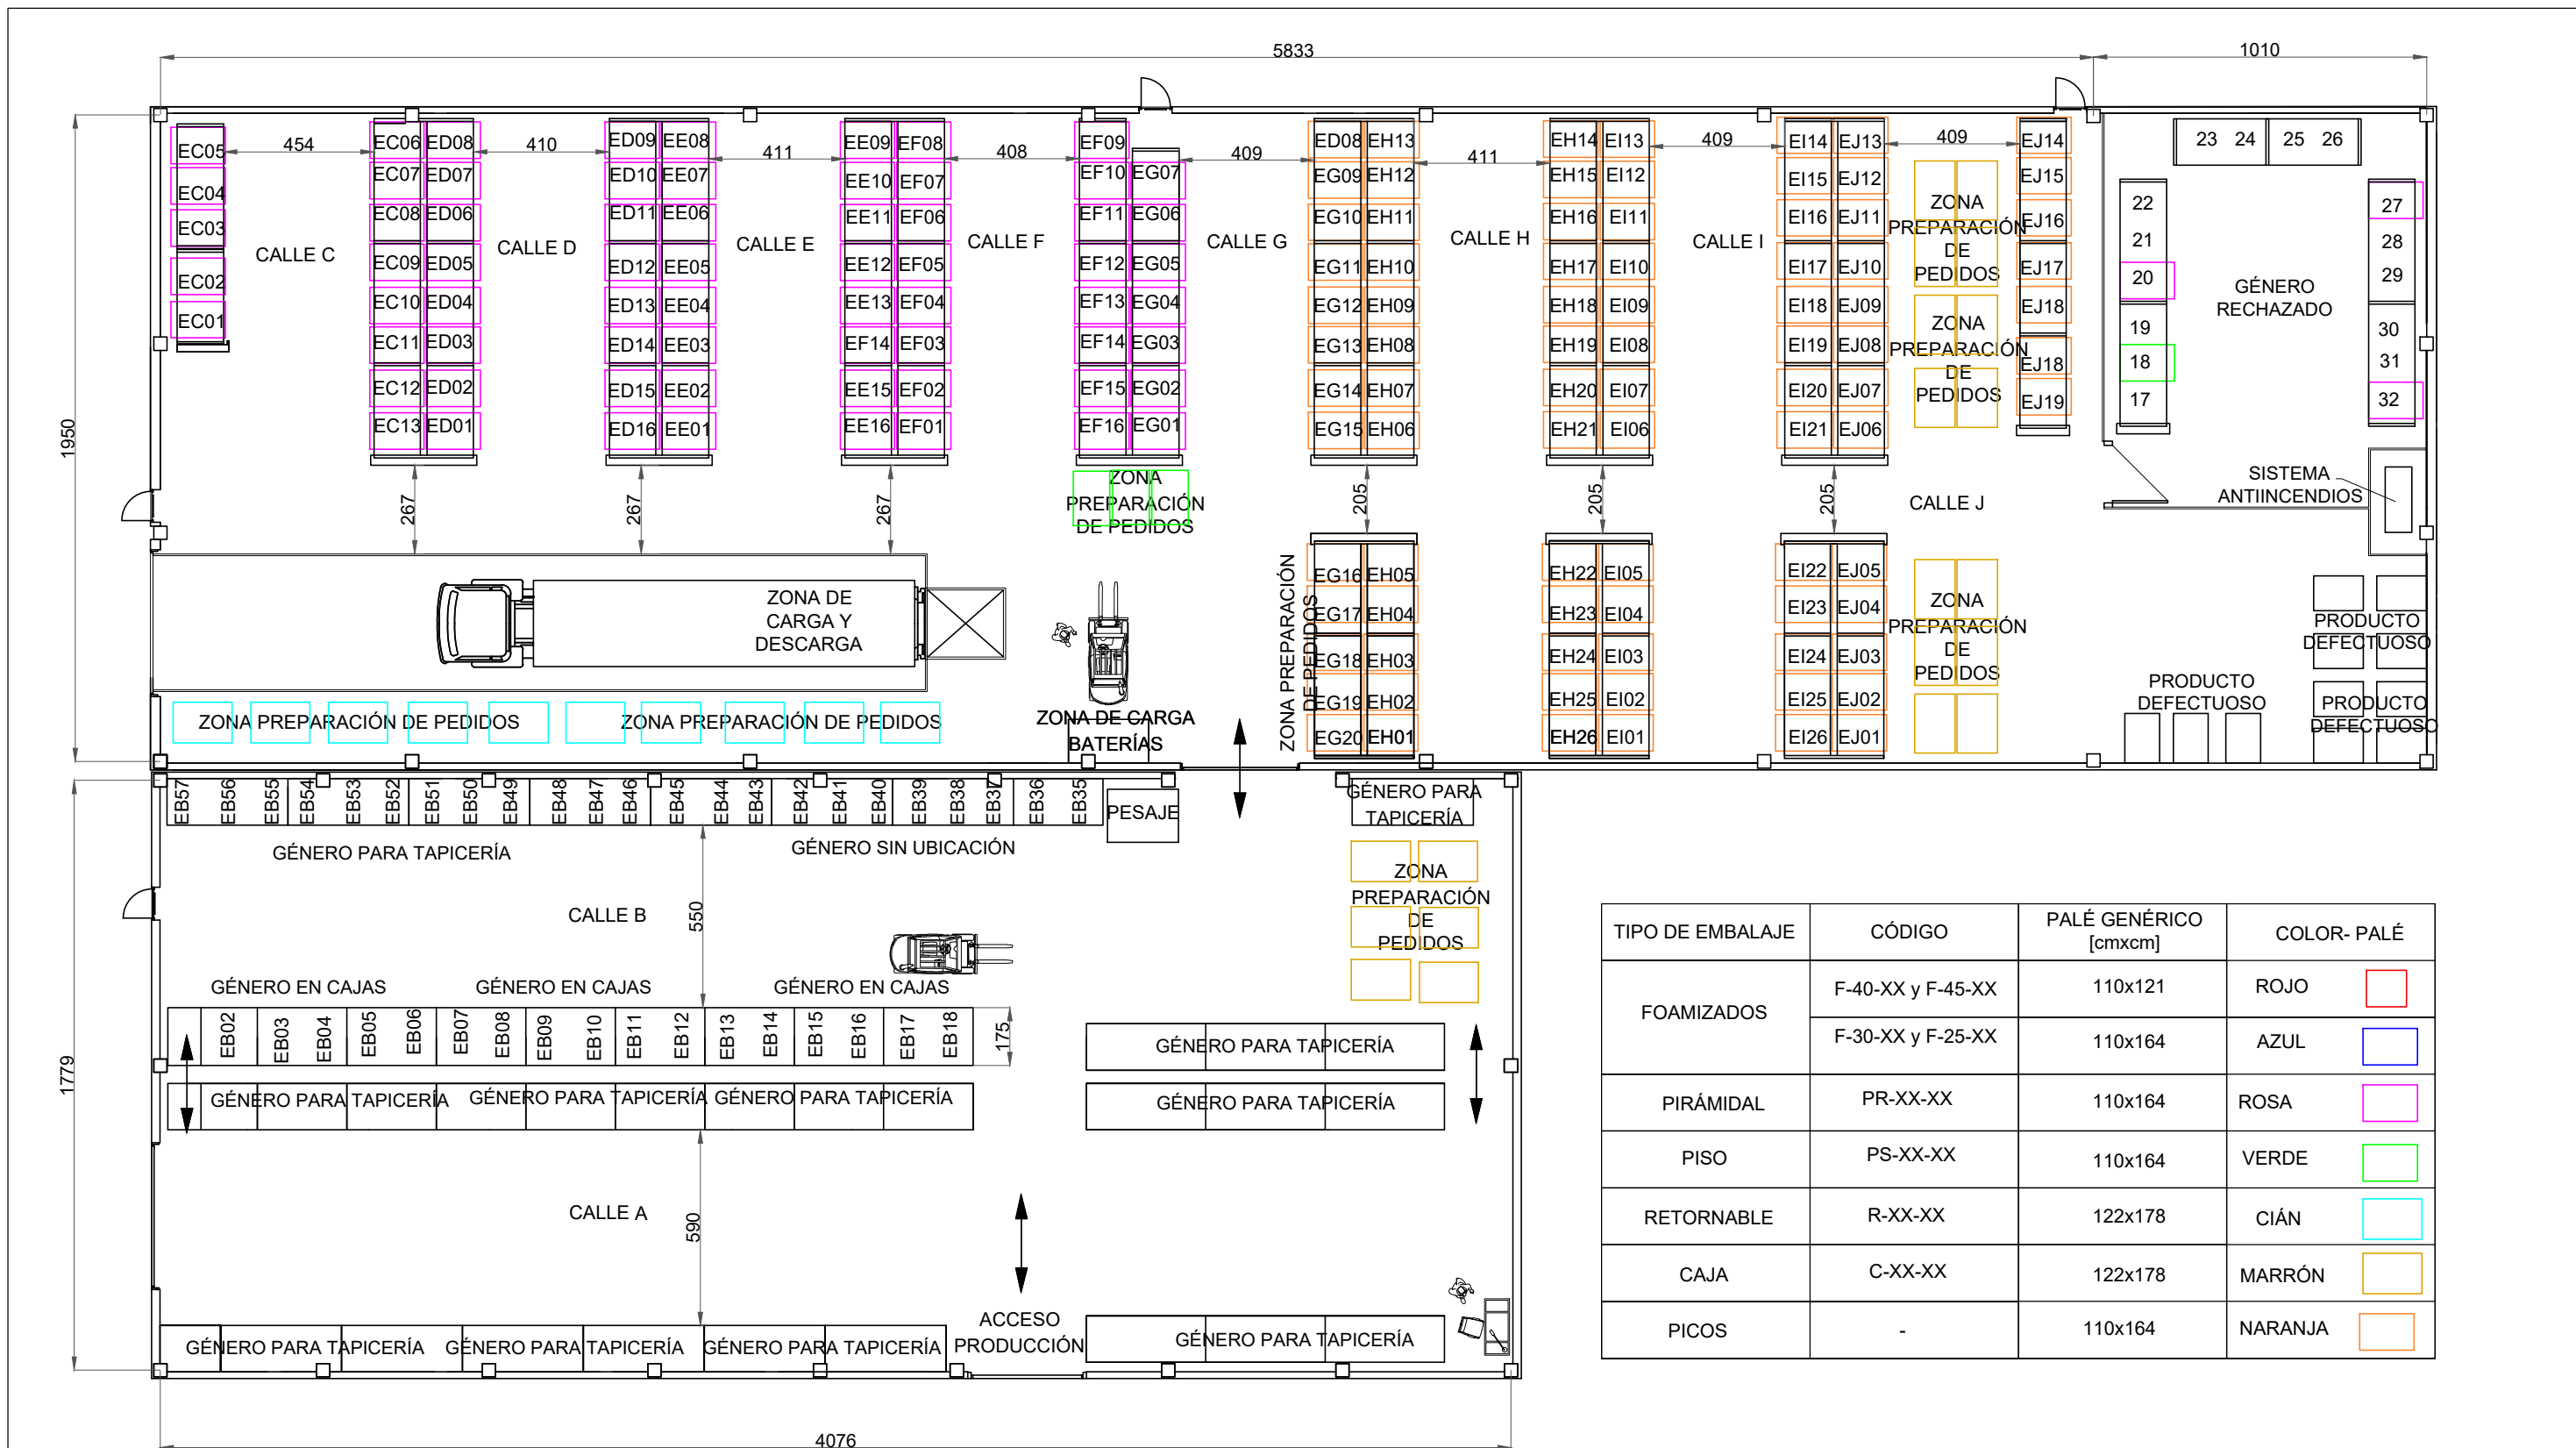 5833 1010
EC05 454 EC06 ED08 410 ED09 EE08 411 EE09 EF08 408 EF09 409 ED08 EH13 411 EH14 EI13 409 EI14 EJ13 409 EJ14 23 24 25 26
EC04 EC07 ED07 ED10 EE07 EE10 EF07 EF10 EG07 EG09 EH12 EH15 EI12 EI15 EJ12 EJ15
EC03 EC08 ED06 ED11 EE06 EE11 EF06 EF11 EG06 EG10 EH11 EH16 EI11 EI16 EJ11 EJ16 22 27
CALLE C CALLE D CALLE E CALLE F CALLE G CALLE H CALLE I
ZONA
PREPARACIÓN
DE
PEDIDOS
21 28
EC02 EC09 ED05 ED12 EE05 EE12 EF05 EF12 EG05 EG11 EH10 EH17 EI10 EI17 EJ10 EJ17 20 29
GÉNERO
RECHAZADO
EC01 EC10 ED04 ED13 EE04 EE13 EF04 EF13 EG04 EG12 EH09 EH18 EI09 EI18 EJ09 EJ18 19 30
ZONA
PREPARACIÓN
DE
PEDIDOS
EC11 ED03 ED14 EE03 EF14 EF03 EF14 EG03 EG13 EH08 EH19 EI08 EI19 EJ08 EJ18 18 31
EC12 ED02 ED15 EE02 EE15 EF02 EF15 EG02 EG14 EH07 EH20 EI07 EI20 EJ07 EJ19 17 32
EC13 ED01 ED16 EE01 EE16 EF01 EF16 EG01 EG15 EH06 EH21 EI06 EI21 EJ06
1950
267 267 267
ZONA
PREPARACIÓN
DE PEDIDOS
205 205 205
CALLE J
SISTEMA
ANTIINCENDIOS
ZONA DE
CARGA Y
DESCARGA
ZONA PREPARACIÓN
DE PEDIDOS
EG16 EH05 EH22 EI05 EI22 EJ05
EG17 EH04 EH23 EI04 EI23 EJ04
EG18 EH03 EH24 EI03 EI24 EJ03
EG19 EH02 EH25 EI02 EI25 EJ02
EG20 EH01 EH26 EI01 EI26 EJ01
ZONA
PREPARACIÓN
DE
PEDIDOS
PRODUCTO
DEFECTUOSO
PRODUCTO
DEFECTUOSO
PRODUCTO
DEFECTUOSO
ZONA PREPARACIÓN DE PEDIDOS ZONA PREPARACIÓN DE PEDIDOS
ZONA DE CARGA
BATERÍAS
EB57 EB56 EB55 EB54 EB53 EB52 EB51 EB50 EB49 EB48 EB47 EB46 EB45 EB44 EB43 EB42 EB41 EB40 EB39 EB38 EB37 EB36 EB35
PESAJE
GÉNERO PARA
TAPICERÍA
GÉNERO PARA TAPICERÍA GÉNERO SIN UBICACIÓN
ZONA
PREPARACIÓN
DE
PEDIDOS
CALLE B
550
GÉNERO EN CAJAS GÉNERO EN CAJAS GÉNERO EN CAJAS
EB02 EB03 EB04 EB05 EB06 EB07 EB08 EB09 EB10 EB11 EB12 EB13 EB14 EB15 EB16 EB17 EB18
175
GÉNERO PARA TAPICERÍA
1779
GÉNERO PARA TAPICERÍA GÉNERO PARA TAPICERÍA GÉNERO PARA TAPICERÍA GÉNERO PARA TAPICERÍA
CALLE A
590
ACCESO
PRODUCCIÓN
GÉNERO PARA TAPICERÍA GÉNERO PARA TAPICERÍA GÉNERO PARA TAPICERÍA GÉNERO PARA TAPICERÍA
4076
TIPO DE EMBALAJE CÓDIGO PALÉ GENÉRICO [cmxcm] COLOR- PALÉ
FOAMIZADOS F-40-XX y F-45-XX 110x121 ROJO
F-30-XX y F-25-XX 110x164 AZUL
PIRÁMIDAL PR-XX-XX 110x164 ROSA
PISO PS-XX-XX 110x164 VERDE
RETORNABLE R-XX-XX 122x178 CIÁN
CAJA C-XX-XX 122x178 MARRÓN
PICOS - 110x164 NARANJA